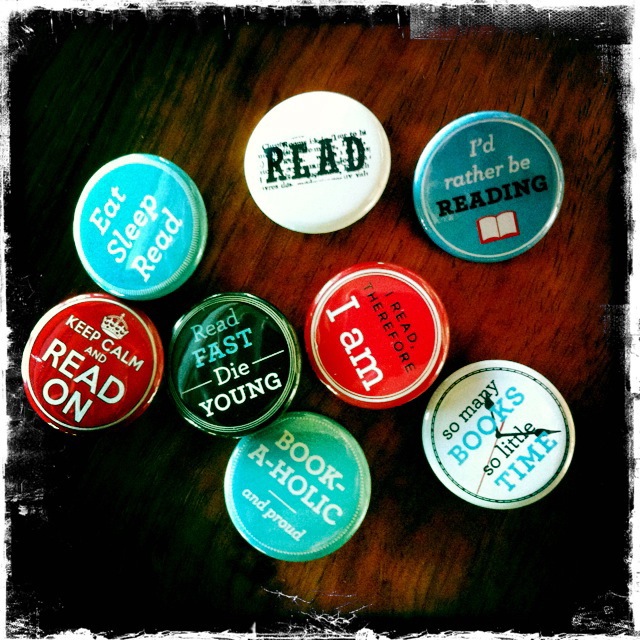 READ
I'd
rather be
READING
Eat
Sleep
Read
KEEP CALM
AND
READ
ON
Read
FAST
Die
YOUNG
I READ,
THEREFORE
I am
so many
BOOKS
so little
TIME
BOOK-
A-HOLIC
and proud